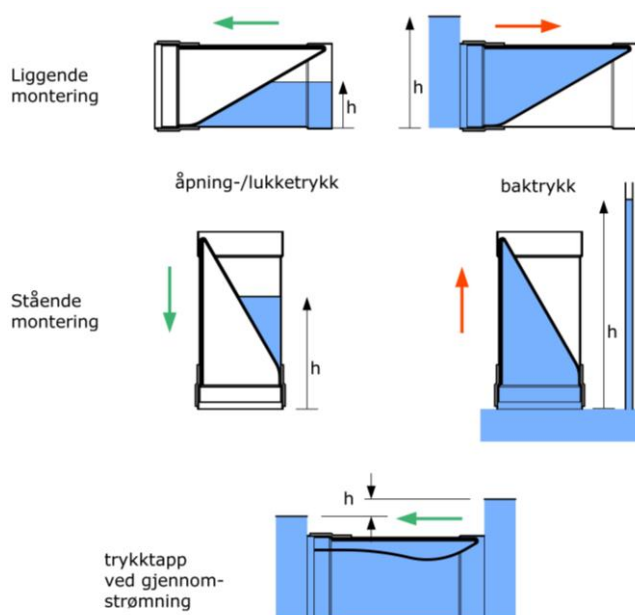 Liggende
montering
h
h
åpning-/lukketrykk
baktrykk
Stående
montering
h
h
h
trykktapp
ved gjennom-
strømning